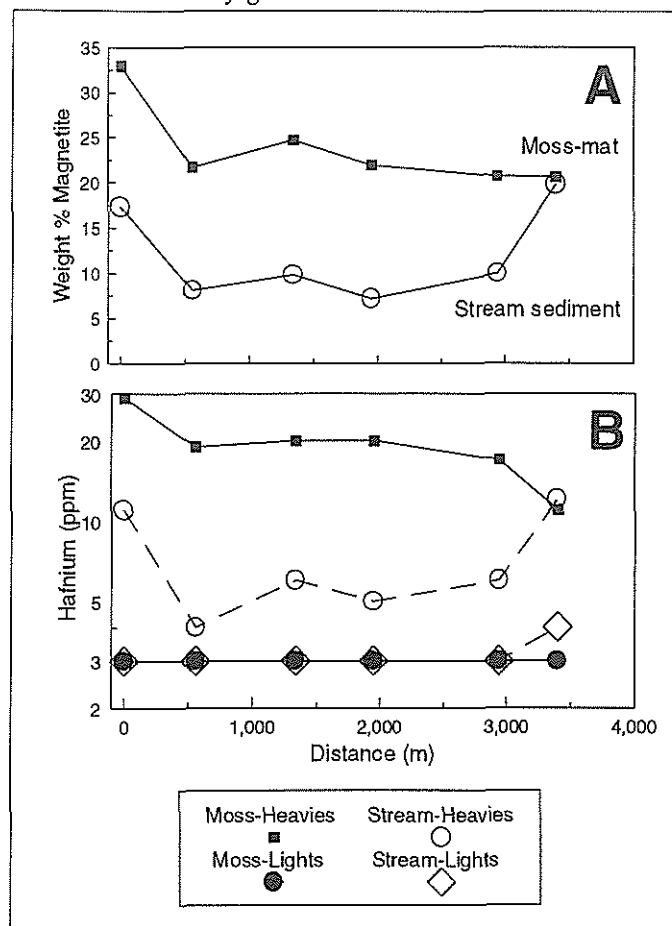 35
30
25
20
15
10
5
0
Weight % Magnetite
A
Moss-mat
Stream sediment
30
20
10
5
3
2
Hafnium (ppm)
B
0 1,000 2,000 3,000 4,000
Distance (m)
Moss-Heavies Stream-Heavies
Moss-Lights Stream-Lights